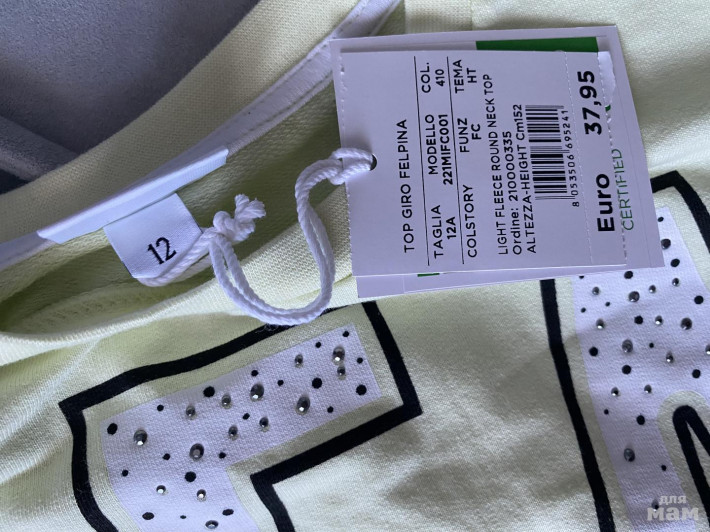 TOP GIRO FELPINA
TAGLIA MODELLO COL.
12A 221MIFC001 410
COLSTORY FUNZ TEMA
FC HT
LIGHT FLEECE ROUND NECK TOP
Ordine: 210000335
ALTEZZA-HEIGHT Cm152
8 053506 695241
Euro 37,95
CERTIFIED
12
для
мам